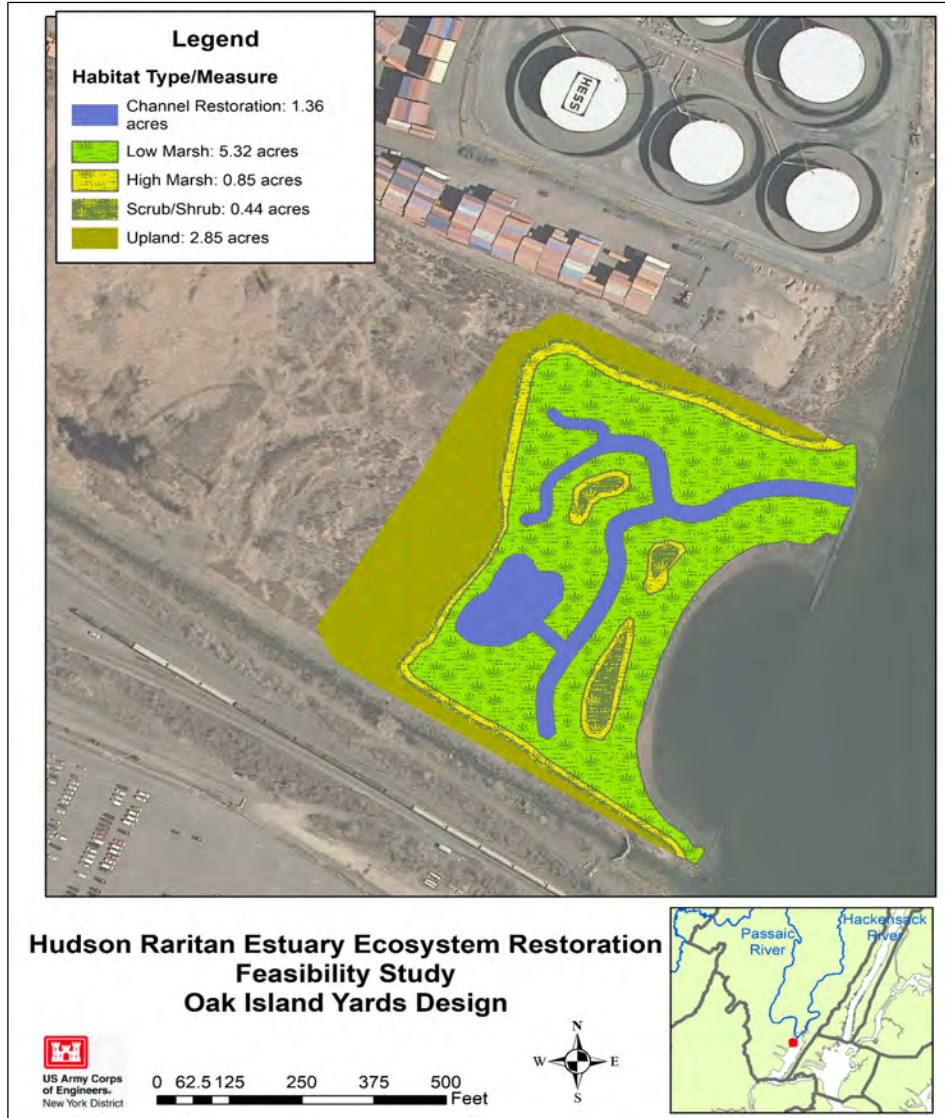 Legend
Habitat Type/Measure
Channel Restoration: 1.36
acres
Low Marsh: 5.32 acres
High Marsh: 0.85 acres
Scrub/Shrub: 0.44 acres
Upland: 2.85 acres
HESS
Hudson Raritan Estuary Ecosystem Restoration
Feasibility Study
Oak Island Yards Design
US Army Corps
of Engineers®
New York District
0 62.5 125 250 375 500
Feet
N
W E
S
Passaic
River
Hackensack
River